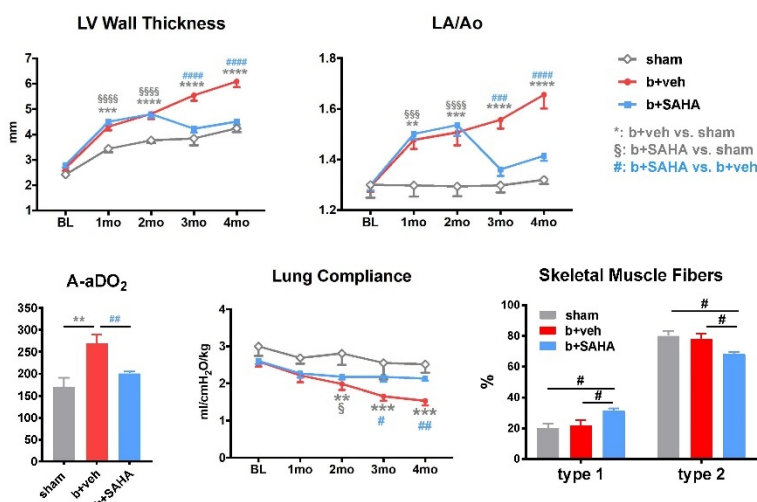 LV Wall Thickness
LA/Ao
7
6
5
4
3
2
1
mm
§§§§
***
§§§§
****
####
****
####
****
BL 1mo 2mo 3mo 4mo
1.8
1.6
1.4
1.2
§§§
**
§§§§
***
###
****
####
****
BL 1mo 2mo 3mo 4mo
sham
b+veh
b+SAHA
*: b+veh vs. sham
§: b+SAHA vs. sham
#: b+SAHA vs. b+veh
A-aDO2
350
300
250
200
150
100
50
0
** ##
sham
b+veh
b+SAHA
Lung Compliance
ml/cmH2O/kg
4
3
2
1
0
**
§
***
#
***
##
BL 1mo 2mo 3mo 4mo
Skeletal Muscle Fibers
%
100
80
60
40
20
0
sham
b+veh
b+SAHA
#
#
#
#
type 1 type 2